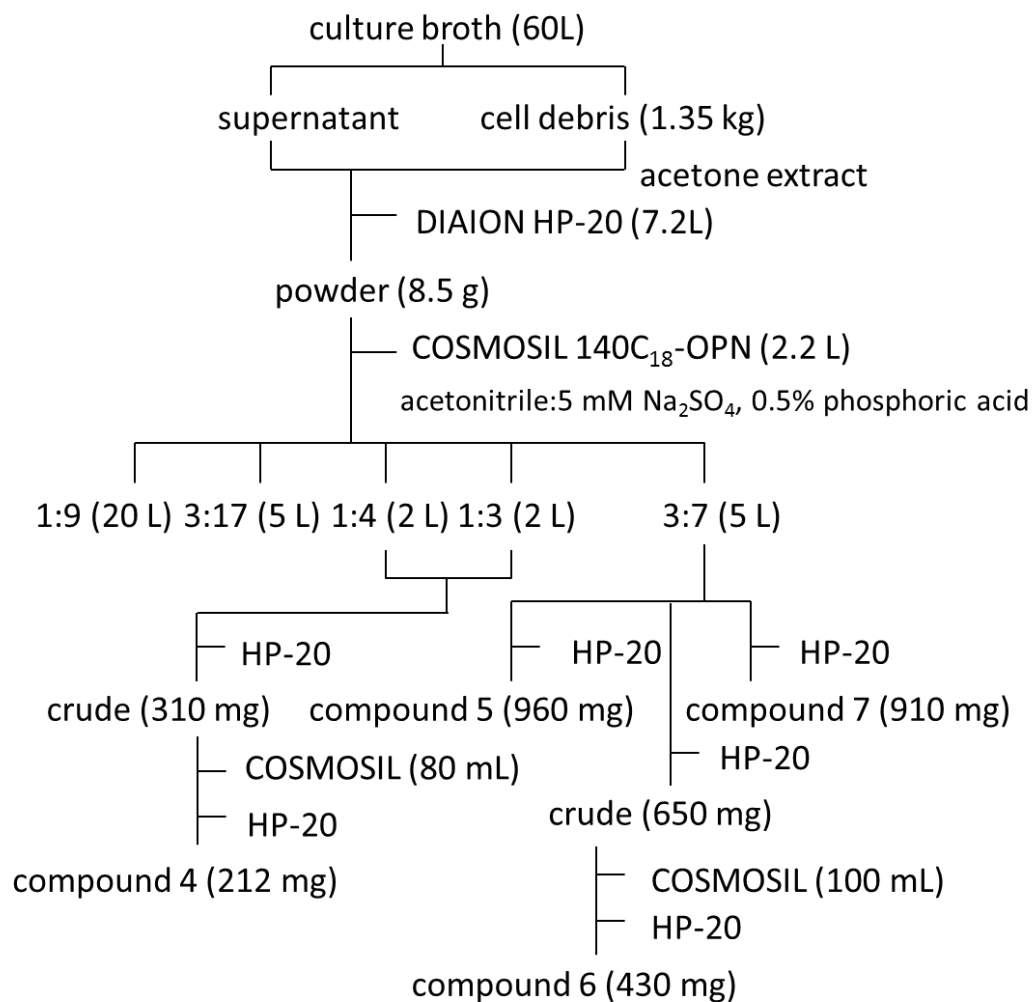 culture broth (60L)
supernatant
cell debris (1.35 kg)
acetone extract
DIAION HP-20 (7.2L)
powder (8.5 g)
COSMOSIL 140C₁₈-OPN (2.2 L)
acetonitrile:5 mM Na₂SO₄, 0.5% phosphoric acid
1:9 (20 L) 3:17 (5 L) 1:4 (2 L) 1:3 (2 L) 3:7 (5 L)
HP-20 HP-20 HP-20
crude (310 mg) compound 5 (960 mg) compound 7 (910 mg)
HP-20
COSMOSIL (80 mL)
crude (650 mg)
HP-20
compound 4 (212 mg)
COSMOSIL (100 mL)
HP-20
compound 6 (430 mg)